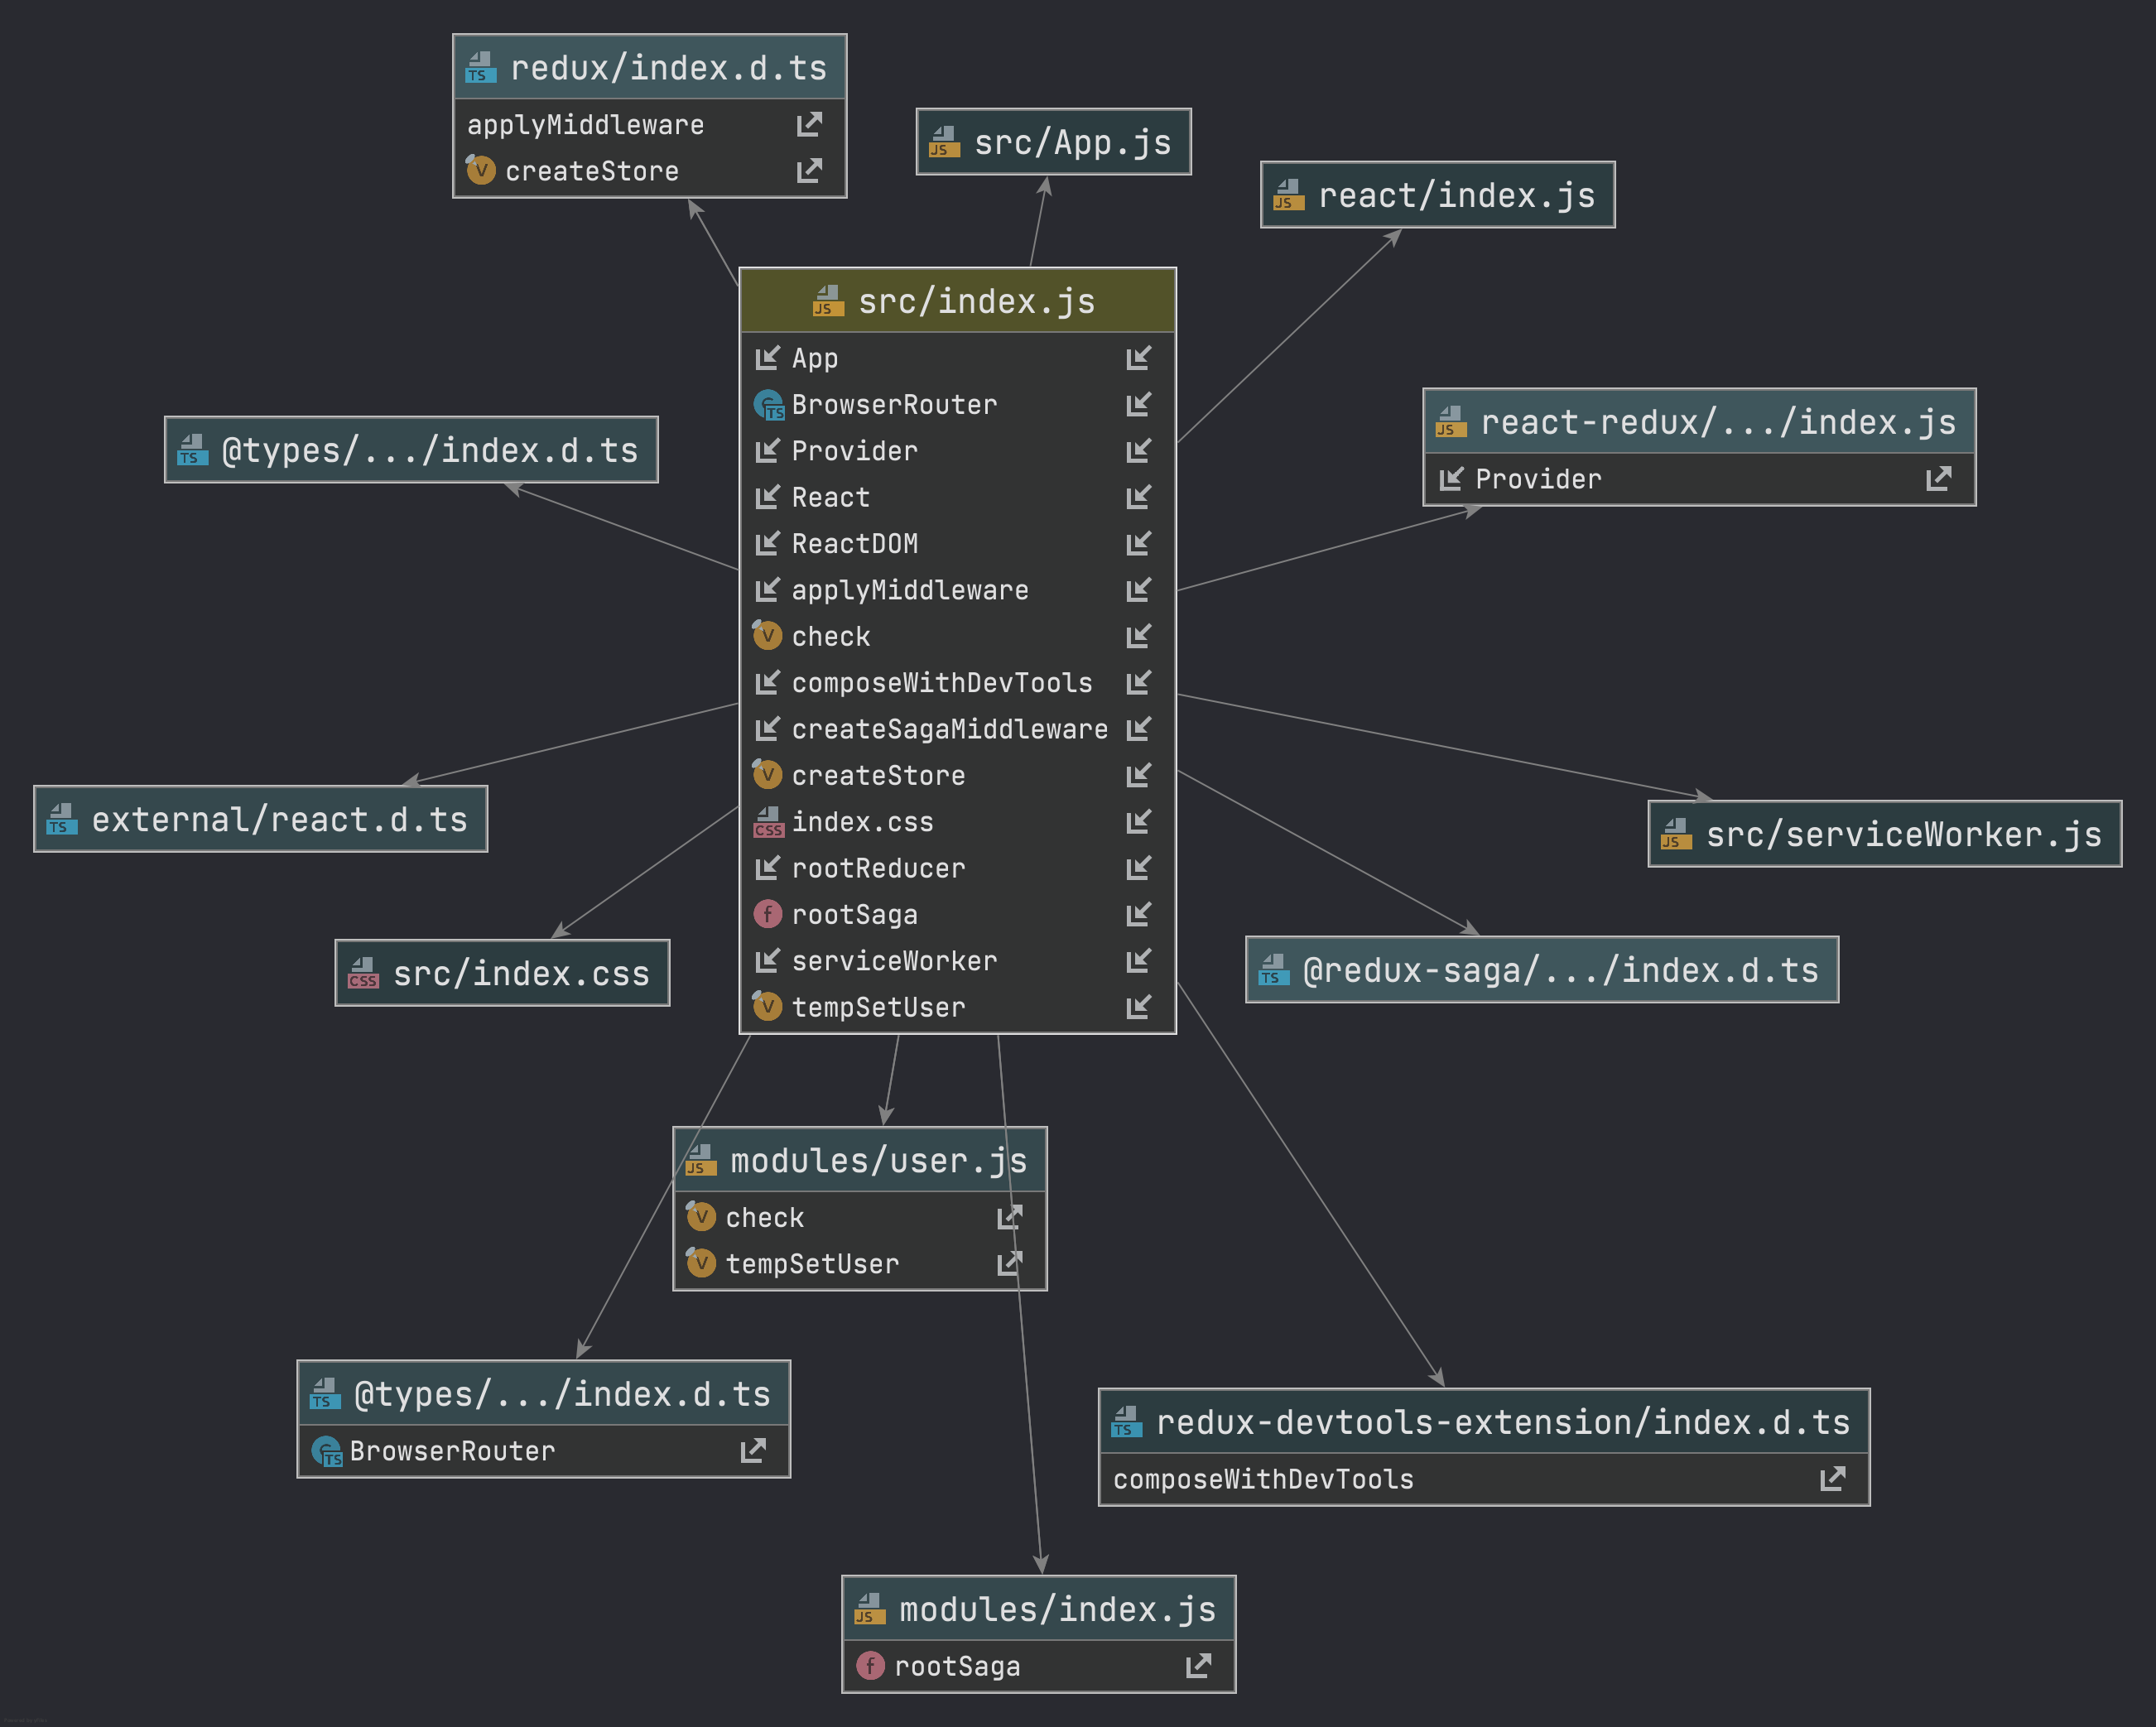 redux/index.d.ts
applyMiddleware
createStore
src/App.js
react/index.js
src/index.js
App
BrowserRouter
Provider
React
ReactDOM
applyMiddleware
check
composeWithDevTools
createSagaMiddleware
createStore
index.css
rootReducer
rootSaga
serviceWorker
tempSetUser
@types/.../index.d.ts
react-redux/.../index.js
Provider
external/react.d.ts
src/serviceWorker.js
src/index.css
@redux-saga/.../index.d.ts
modules/user.js
check
tempSetUser
@types/.../index.d.ts
BrowserRouter
redux-devtools-extension/index.d.ts
composeWithDevTools
modules/index.js
rootSaga